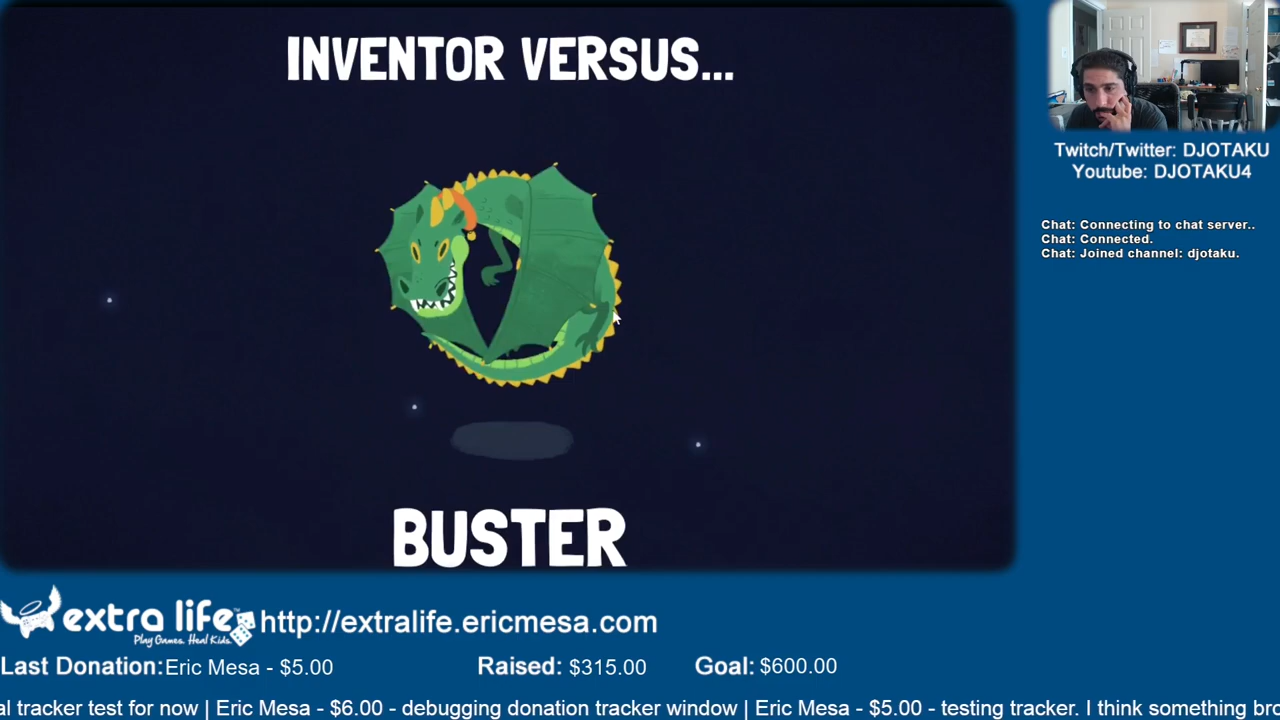 INVENTOR VERSUS...
BUSTER
Twitch/Twitter: DJOTAKU
Youtube: DJOTAKU4
Chat: Connecting to chat server..
Chat: Connected.
Chat: Joined channel: djotaku.
extra life
Play Games. Heal Kids.
http://extralife.ericmesa.com
Last Donation: Eric Mesa - $5.00
Raised: $315.00
Goal: $600.00
al tracker test for now | Eric Mesa - $6.00 - debugging donation tracker window | Eric Mesa - $5.00 - testing tracker. I think something bro